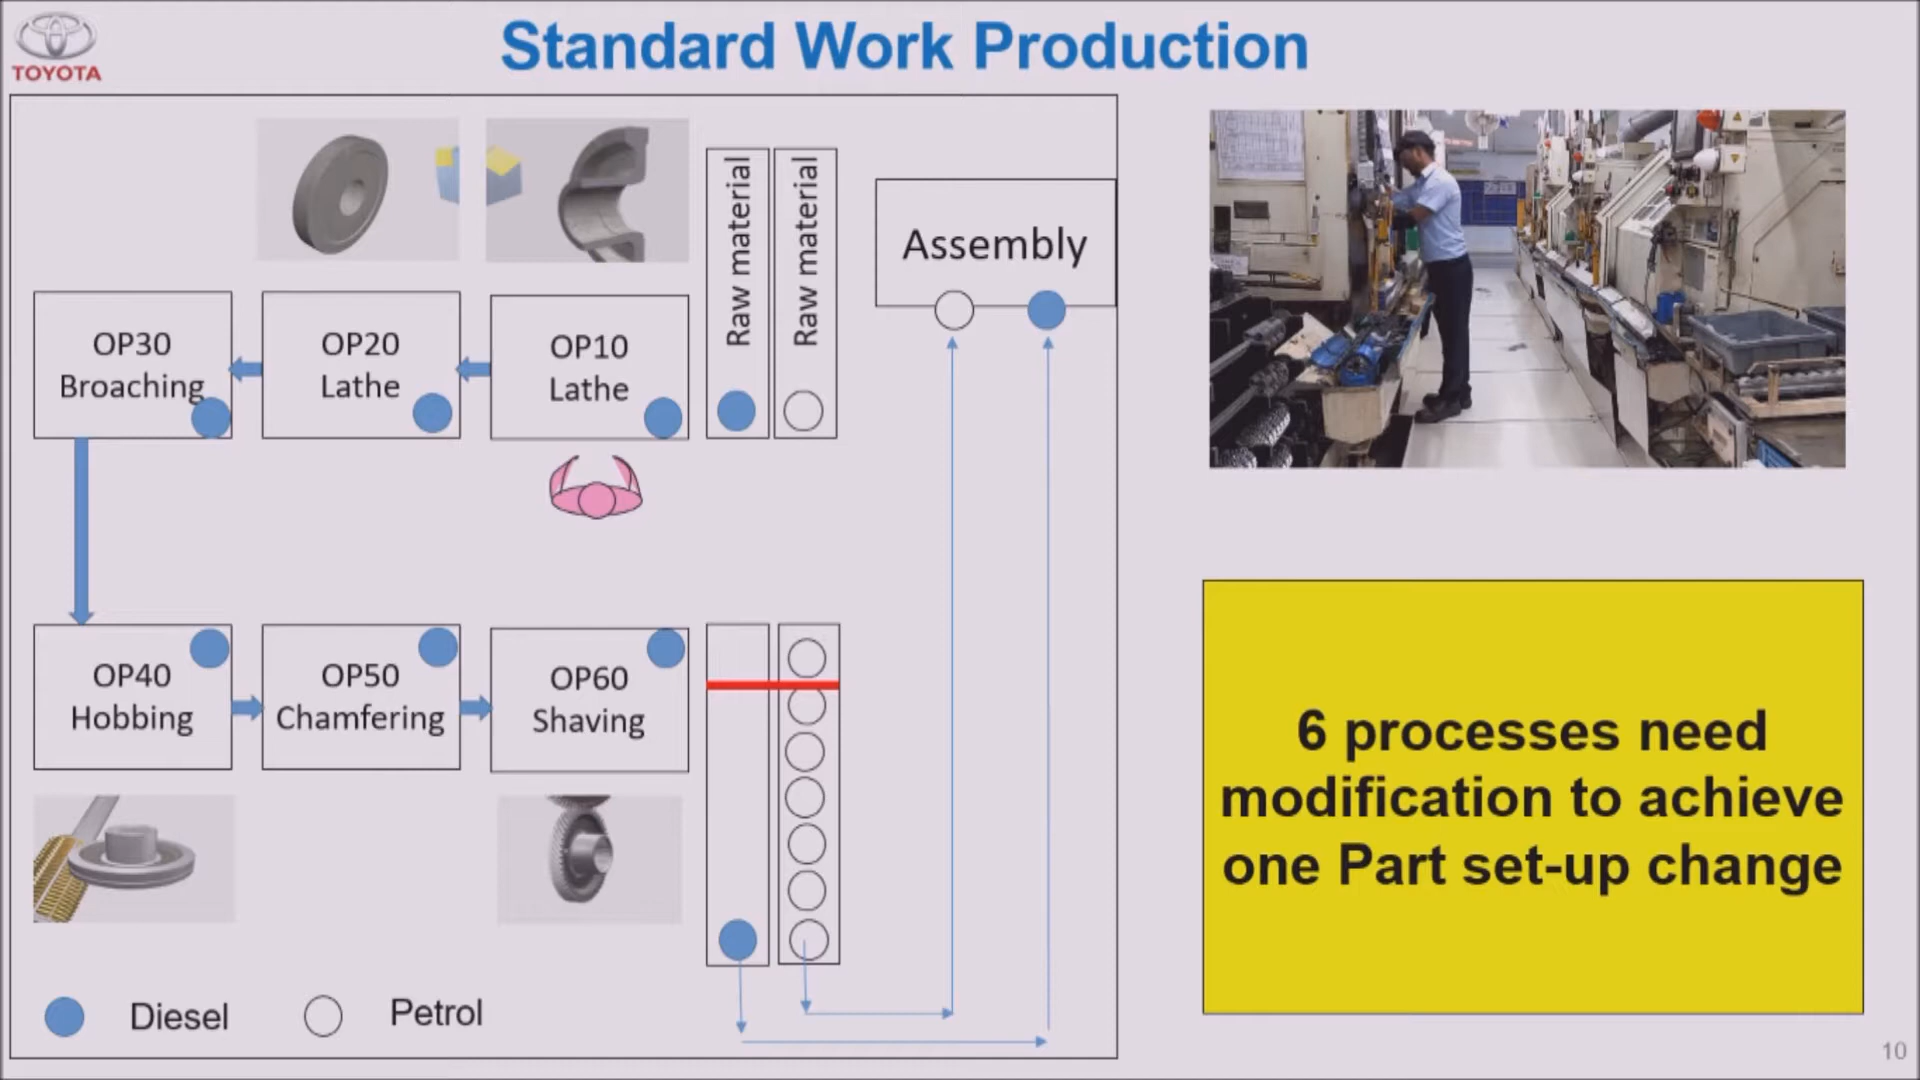 TOYOTA
Standard Work Production
Raw material
Raw material
Assembly
OP30
Broaching
OP20
Lathe
OP10
Lathe
OP40
Hobbing
OP50
Chamfering
OP60
Shaving
6 processes need
modification to achieve
one Part set-up change
Diesel
Petrol
10